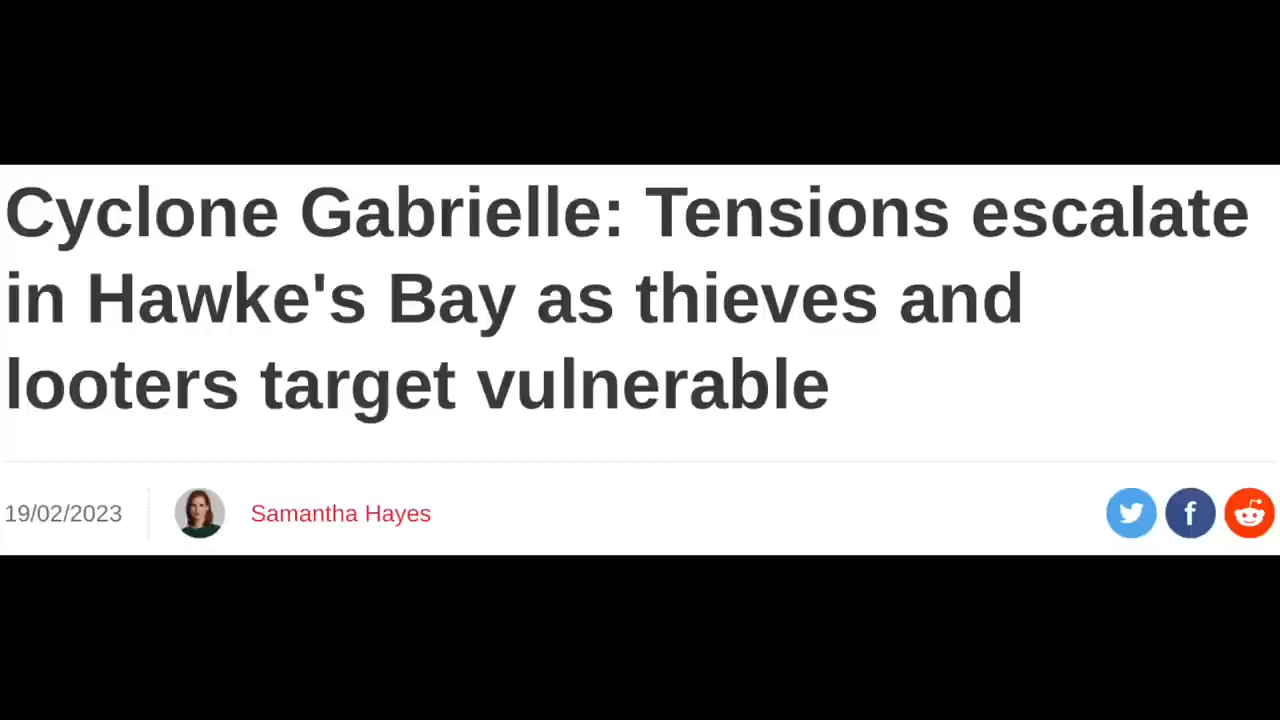 Cyclone Gabrielle: Tensions escalate
in Hawke's Bay as thieves and
looters target vulnerable
19/02/2023
Samantha Hayes